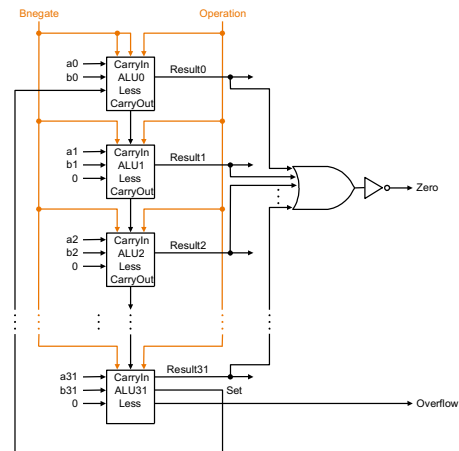 Bnegate Operation
a0 CarryIn
b0 ALU0 Result0
Less
CarryOut
a1 CarryIn
b1 ALU1 Result1
0 Less
CarryOut
Zero
a2 CarryIn
b2 ALU2 Result2
0 Less
CarryOut
a31 CarryIn Result31
b31 ALU31 Set
0 Less Overflow